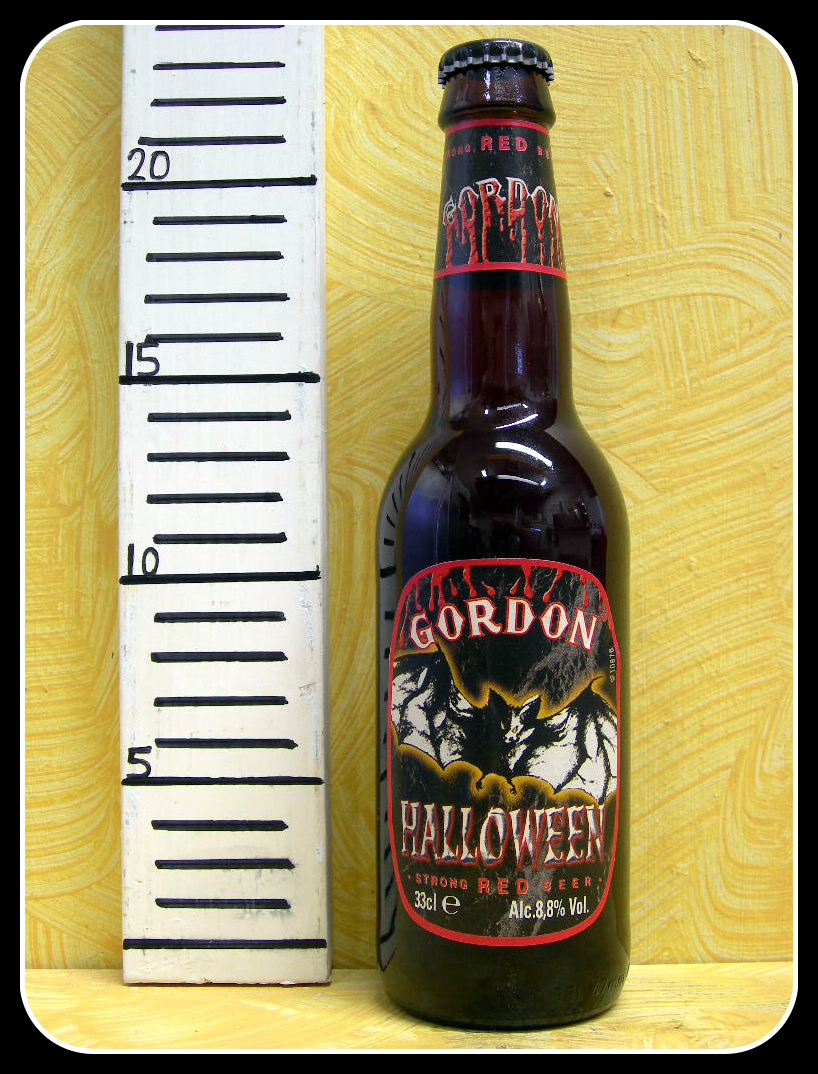 20
15
10
5
RED
GORDON
GORDON
HALLOWEEN
· STRONG RED BEER ·
33cl e
Alc.8,8% Vol.